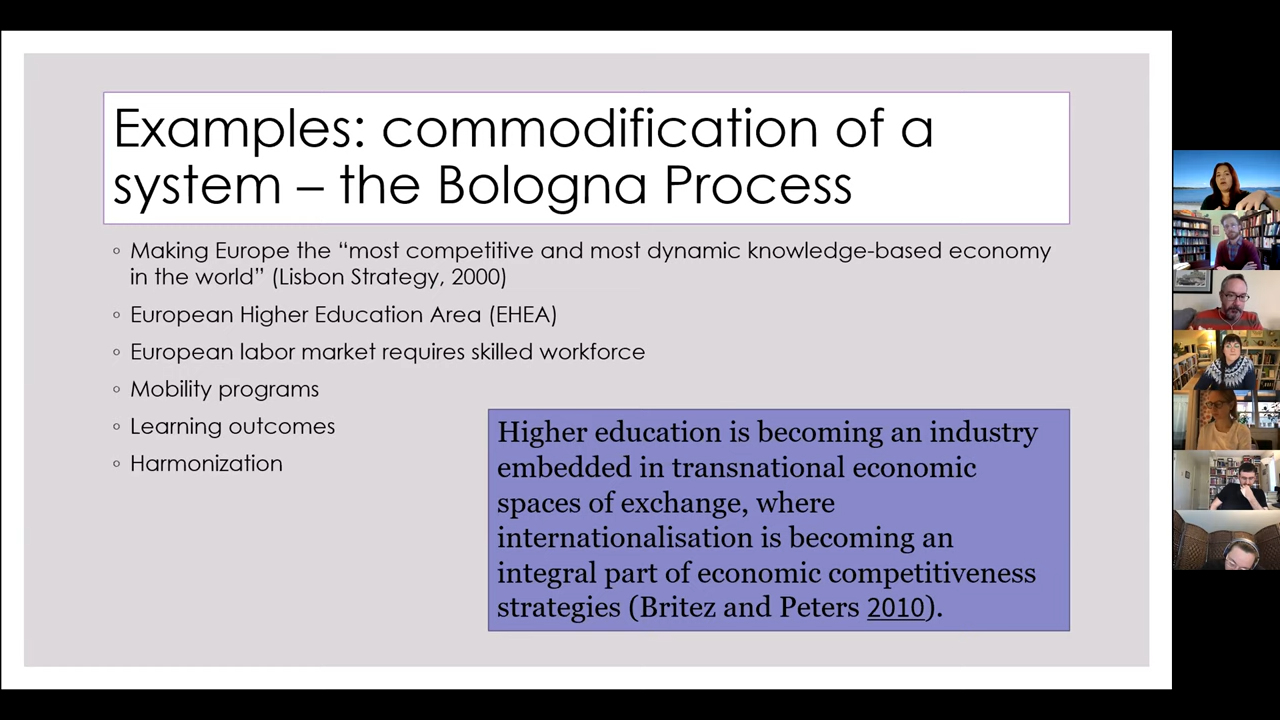 Examples: commodification of a
system – the Bologna Process
◦ Making Europe the “most competitive and most dynamic knowledge-based economy
in the world” (Lisbon Strategy, 2000)
◦ European Higher Education Area (EHEA)
◦ European labor market requires skilled workforce
◦ Mobility programs
◦ Learning outcomes
◦ Harmonization
Higher education is becoming an industry
embedded in transnational economic
spaces of exchange, where
internationalisation is becoming an
integral part of economic competitiveness
strategies (Britez and Peters 2010).